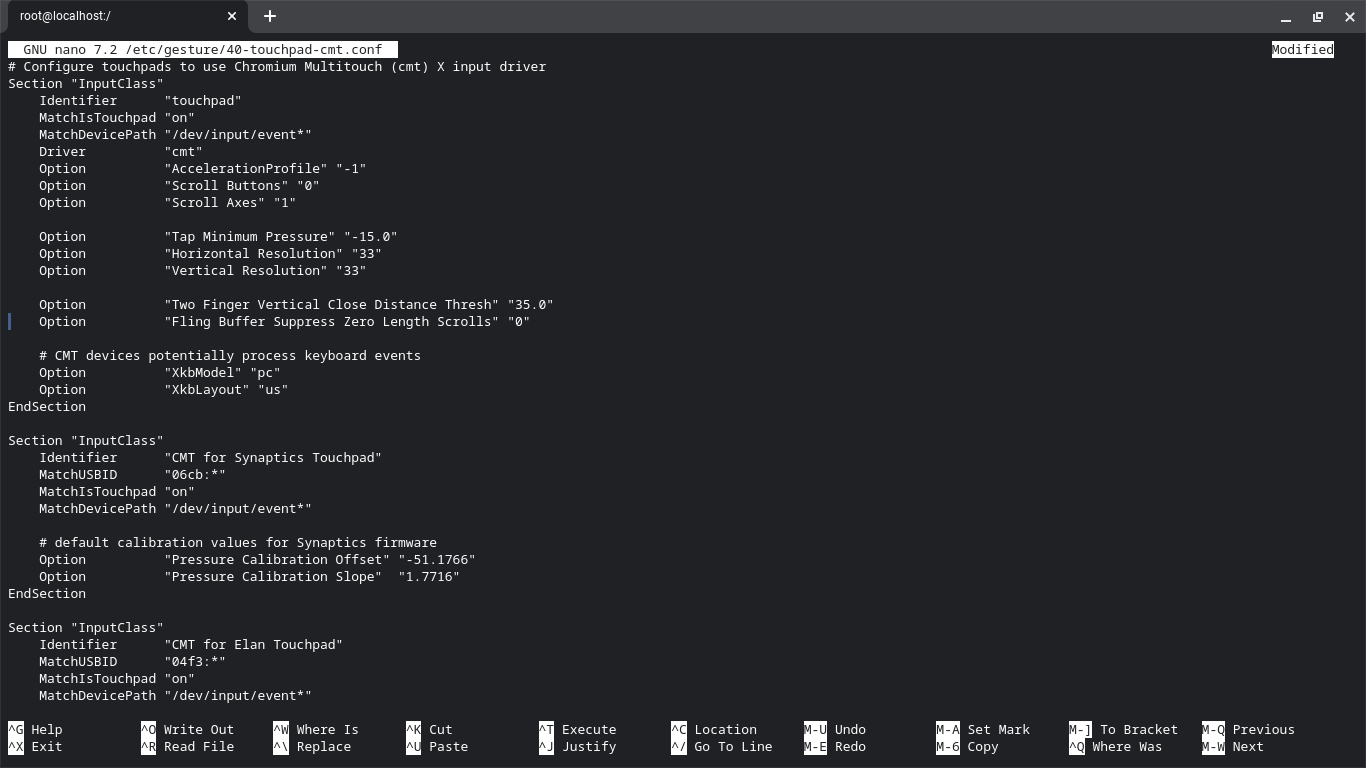 root@localhost:/
GNU nano 7.2 /etc/gesture/40-touchpad-cmt.conf Modified
# Configure touchpads to use Chromium Multitouch (cmt) X input driver
Section "InputClass"
    Identifier      "touchpad"
    MatchIsTouchpad "on"
    MatchDevicePath "/dev/input/event*"
    Driver          "cmt"
    Option          "AccelerationProfile" "-1"
    Option          "Scroll Buttons" "0"
    Option          "Scroll Axes" "1"

    Option          "Tap Minimum Pressure" "-15.0"
    Option          "Horizontal Resolution" "33"
    Option          "Vertical Resolution" "33"

    Option          "Two Finger Vertical Close Distance Thresh" "35.0"
    Option          "Fling Buffer Suppress Zero Length Scrolls" "0"

    # CMT devices potentially process keyboard events
    Option          "XkbModel" "pc"
    Option          "XkbLayout" "us"
EndSection

Section "InputClass"
    Identifier      "CMT for Synaptics Touchpad"
    MatchUSBID      "06cb:*"
    MatchIsTouchpad "on"
    MatchDevicePath "/dev/input/event*"

    # default calibration values for Synaptics firmware
    Option          "Pressure Calibration Offset" "-51.1766"
    Option          "Pressure Calibration Slope"  "1.7716"
EndSection

Section "InputClass"
    Identifier      "CMT for Elan Touchpad"
    MatchUSBID      "04f3:*"
    MatchIsTouchpad "on"
    MatchDevicePath "/dev/input/event*"

^G Help ^O Write Out ^W Where Is ^K Cut ^T Execute ^C Location M-U Undo M-A Set Mark M-] To Bracket M-Q Previous
^X Exit ^R Read File ^\ Replace ^U Paste ^J Justify ^/ Go To Line M-E Redo M-6 Copy ^Q Where Was M-W Next